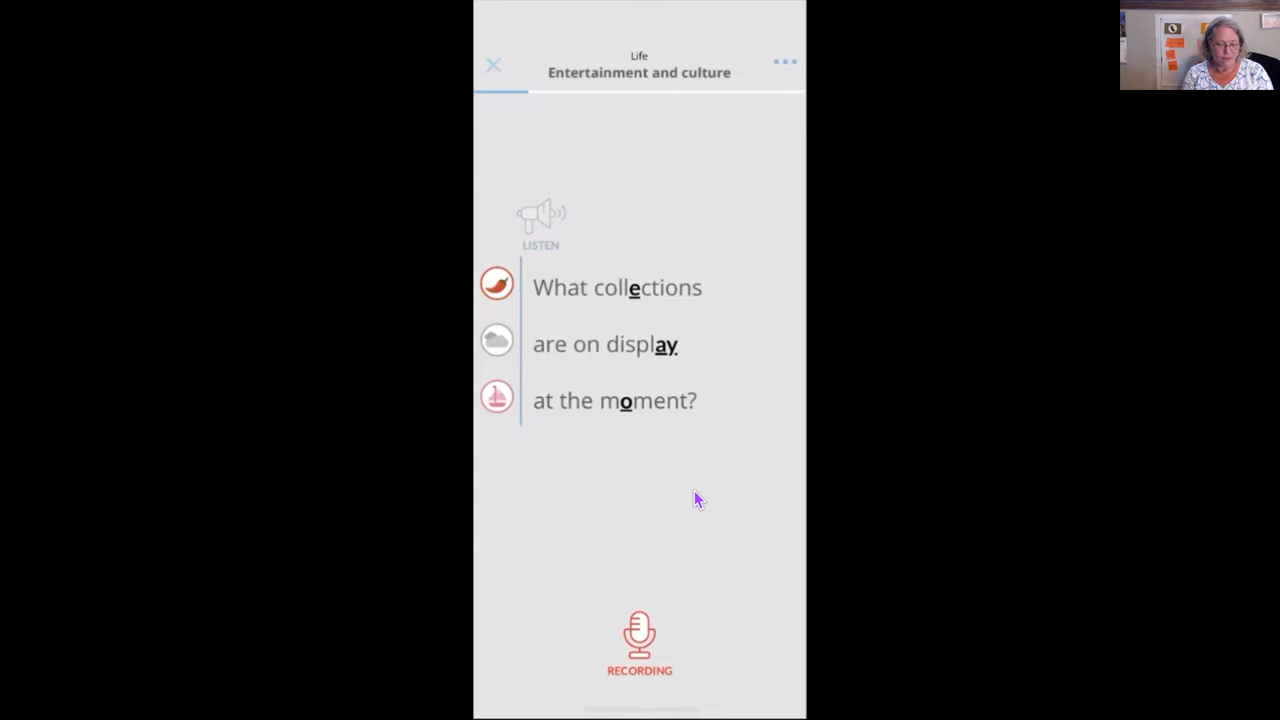 Life
Entertainment and culture
LISTEN
What collections
are on display
at the moment?
RECORDING